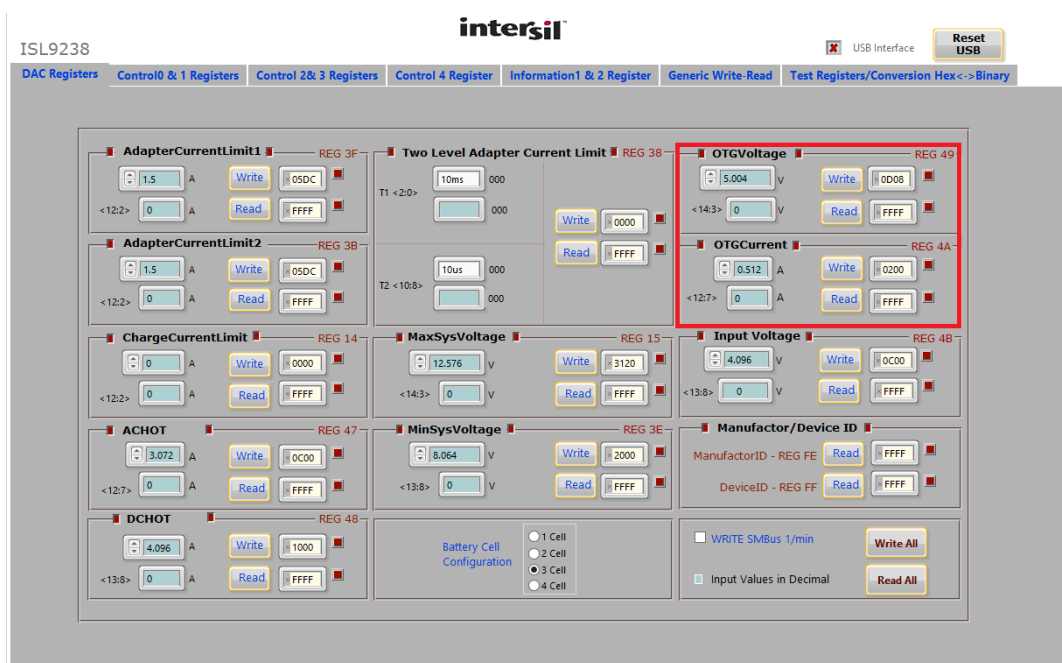 intersil™
ISL9238
USB Interface
Reset USB
DAC Registers Control0 & 1 Registers Control 2& 3 Registers Control 4 Register Information1 & 2 Register Generic Write-Read Test Registers/Conversion Hex<->Binary
AdapterCurrentLimit1 REG 3F
1.5 A Write ×05DC
<12:2> 0 A Read ×FFFF
AdapterCurrentLimit2 REG 3B
1.5 A Write ×05DC
<12:2> 0 A Read ×FFFF
ChargeCurrentLimit REG 14
0 A Write ×0000
<12:2> 0 A Read ×FFFF
ACHOT REG 47
3.072 A Write ×0C00
<12:7> 0 A Read ×FFFF
DCHOT REG 48
4.096 A Write ×1000
<13:8> 0 A Read ×FFFF
Two Level Adapter Current Limit REG 38
10ms 000
T1 <2:0>
000
Write ×0000
Read ×FFFF
10us 000
T2 <10:8>
000
MaxSysVoltage REG 15
12.576 V Write ×3120
<14:3> 0 V Read ×FFFF
MinSysVoltage REG 3E
8.064 V Write ×2000
<13:8> 0 V Read ×FFFF
Battery Cell
Configuration
1 Cell
2 Cell
3 Cell
4 Cell
OTGVoltage REG 49
5.004 V Write ×0D08
<14:3> 0 V Read ×FFFF
OTGCurrent REG 4A
0.512 A Write ×0200
<12:7> 0 A Read ×FFFF
Input Voltage REG 4B
4.096 V Write ×0C00
<13:8> 0 V Read ×FFFF
Manufactor/Device ID
ManufactorID - REG FE Read ×FFFF
DeviceID - REG FF Read ×FFFF
WRITE SMBus 1/min Write All
Input Values in Decimal Read All